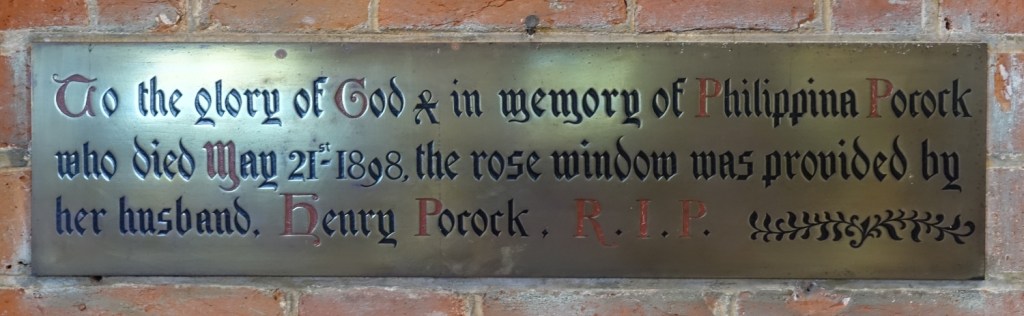 To the glory of God & in memory of Philippina Pocock
who died May 21st 1898, the rose window was provided by
her husband. Henry Pocock. R.I.P.